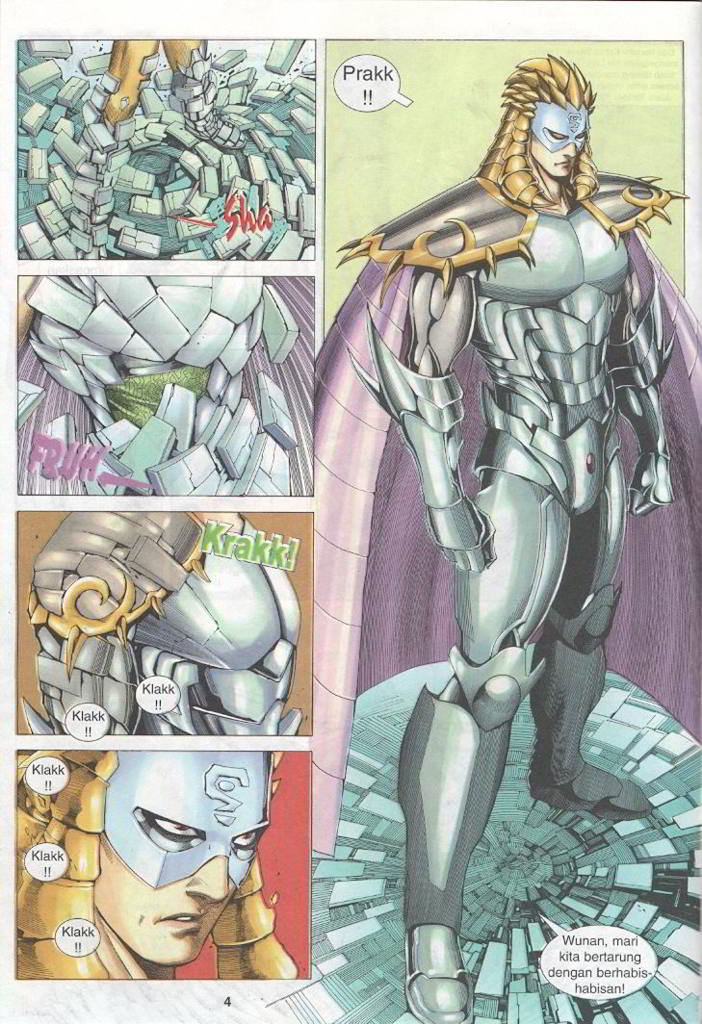 Sha
FRUH
Krakk!
Klakk
!!
Klakk
!!
Klakk
!!
Klakk
!!
Klakk
!!
Prakk
!!
Wunan, mari
kita bertarung
dengan berhabis-
habisan!
4